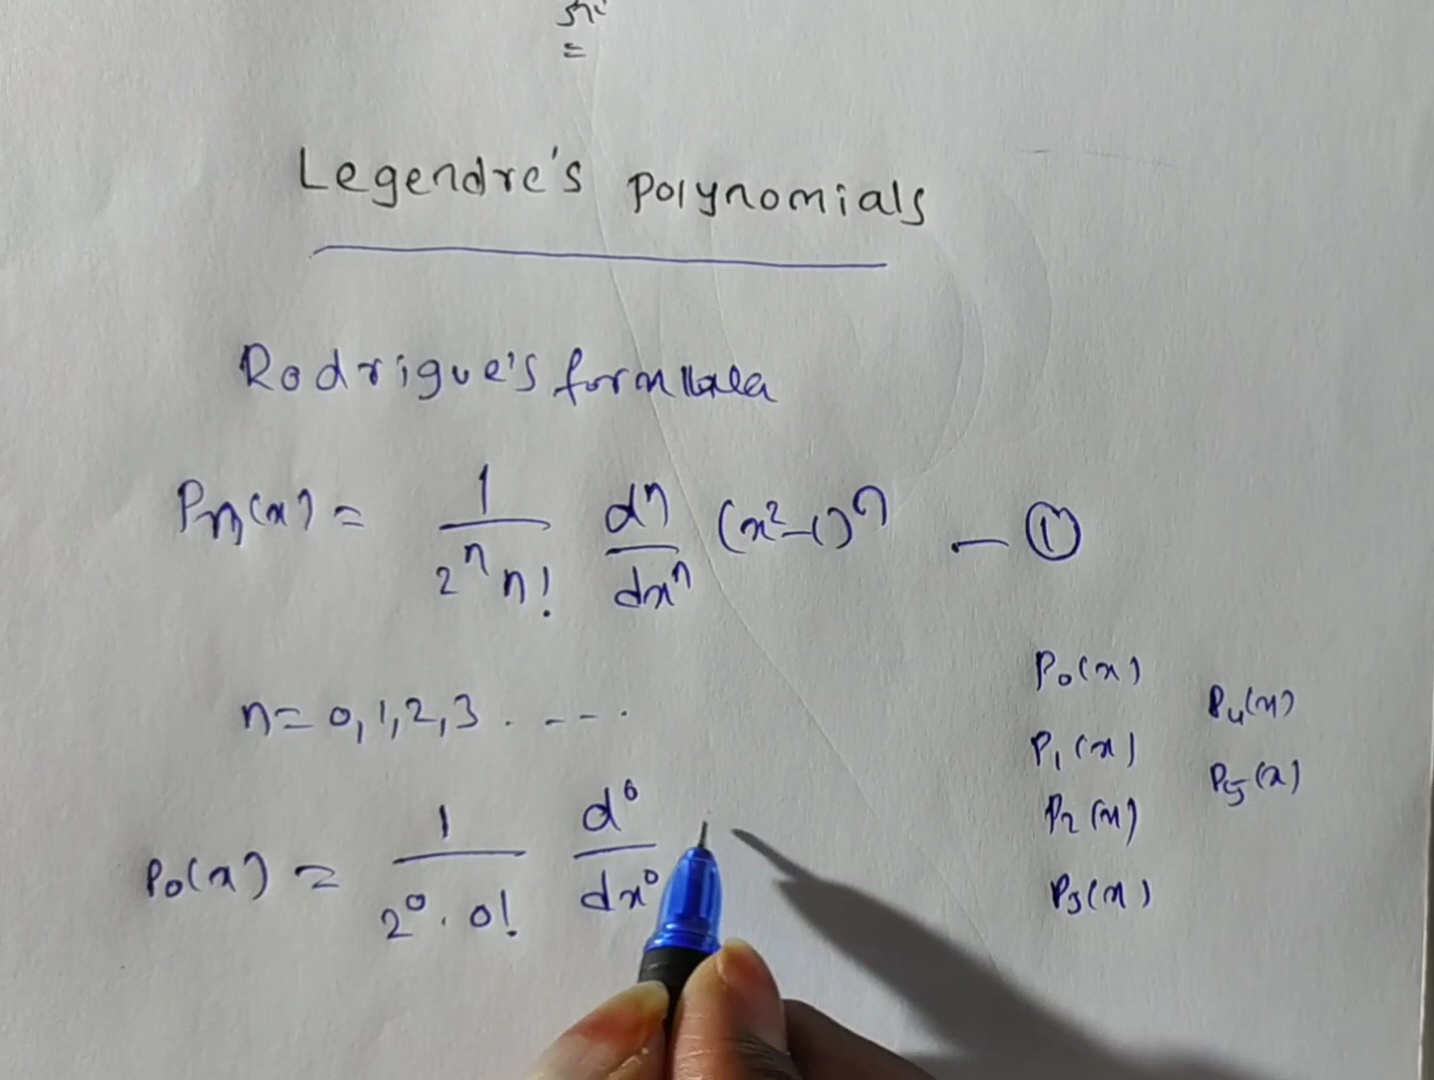 Legendre's Polynomials
Rodrigue's formula
Pn(x) = 1/(2^n n!) d^n/dx^n (x^2-1)^n — ①
n = 0,1,2,3 . - - - .
P0(x)
P1(x)
P2(x)
P3(x)
P4(x)
P5(x)
P0(x) = 1/(2^0 . 0!) d^0/dx^0